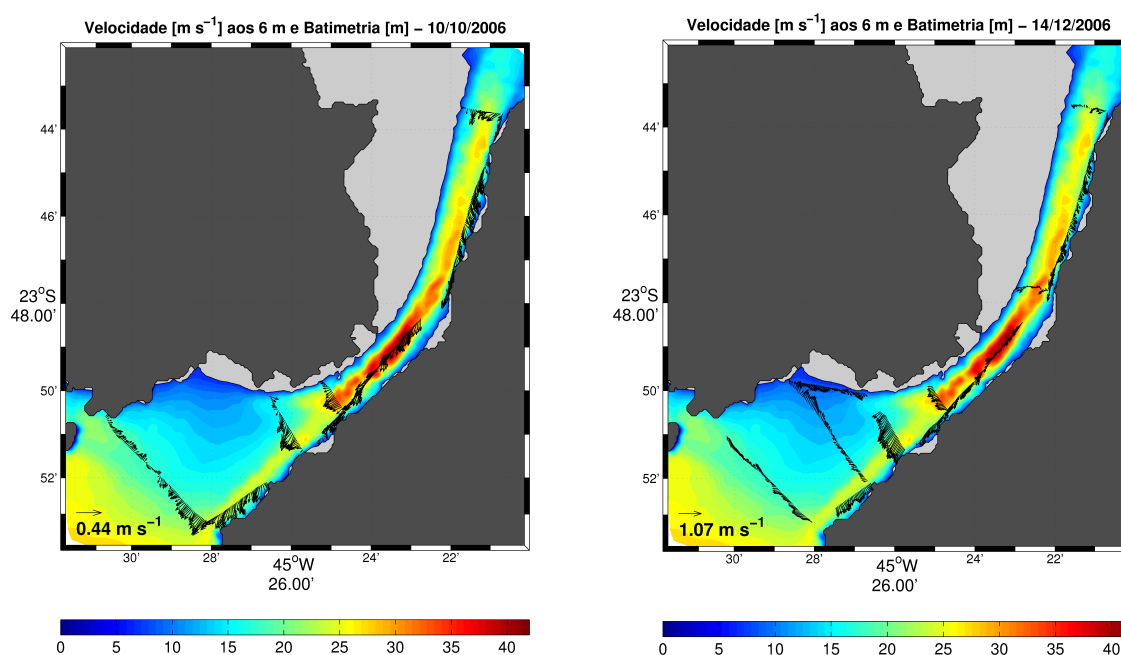 Velocidade [m s⁻¹] aos 6 m e Batimetria [m] – 10/10/2006
44'
46'
23°S
48.00'
50'
52'
0.44 m s⁻¹
30'
28'
45°W
26.00'
24'
22'
0 5 10 15 20 25 30 35 40
Velocidade [m s⁻¹] aos 6 m e Batimetria [m] – 14/12/2006
44'
46'
23°S
48.00'
50'
52'
1.07 m s⁻¹
30'
28'
45°W
26.00'
24'
22'
0 5 10 15 20 25 30 35 40